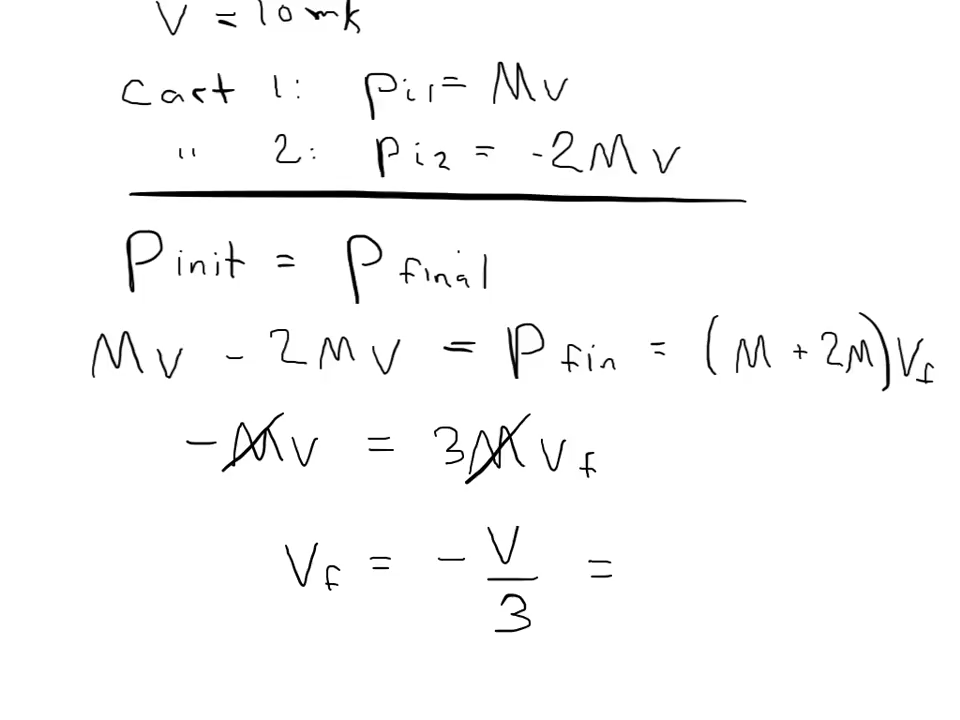 V = 10 m/s
Cart 1: Pi1 = Mv
" 2: Pi2 = -2Mv
Pinit = Pfinal
Mv - 2Mv = Pfin = (M + 2M)Vf
-Mv = 3MVf
Vf = - V/3 =